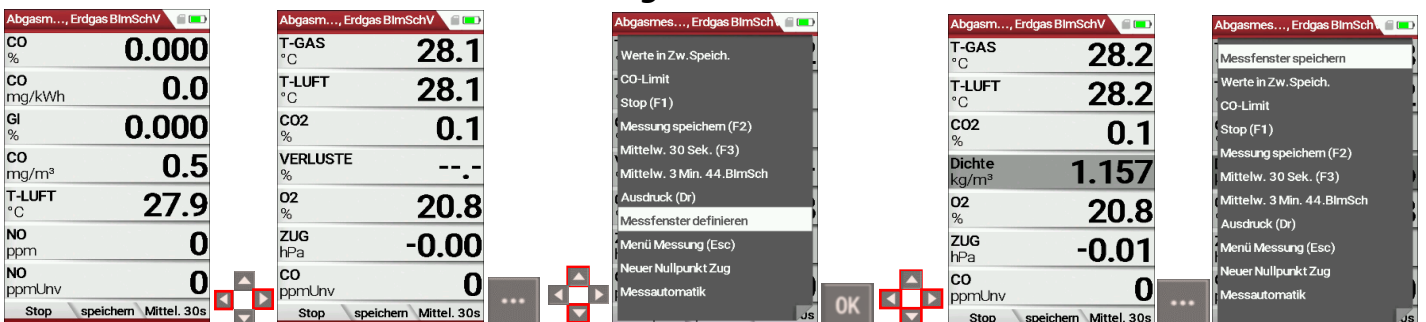 Abgasm..., Erdgas BImSchV
CO
%
0.000
CO
mg/kWh
0.0
GI
%
0.000
CO
mg/m³
0.5
T-LUFT
°C
27.9
NO
ppm
0
NO
ppmUnv
0
Stop speichern Mittel. 30s
Abgasm..., Erdgas BImSchV
T-GAS
°C
28.1
T-LUFT
°C
28.1
CO2
%
0.1
VERLUSTE
%
--.-
O2
%
20.8
ZUG
hPa
-0.00
CO
ppmUnv
0
Stop speichern Mittel. 30s
...
Abgasmes..., Erdgas BImSch
Werte in Zw.Speich.
CO-Limit
Stop (F1)
Messung speichern (F2)
Mittelw. 30 Sek. (F3)
Mittelw. 3 Min. 44.BImSch
Ausdruck (Dr)
Messfenster definieren
Menü Messung (Esc)
Neuer Nullpunkt Zug
Messautomatik
OK
Abgasm..., Erdgas BImSchV
T-GAS
°C
28.2
T-LUFT
°C
28.2
CO2
%
0.1
Dichte
kg/m³
1.157
O2
%
20.8
ZUG
hPa
-0.01
CO
ppmUnv
0
Stop speichern Mittel. 30s
...
Abgasmes..., Erdgas BImSch
Messfenster speichern
Werte in Zw.Speich.
CO-Limit
Stop (F1)
Messung speichern (F2)
Mittelw. 30 Sek. (F3)
Mittelw. 3 Min. 44.BImSch
Ausdruck (Dr)
Menü Messung (Esc)
Neuer Nullpunkt Zug
Messautomatik